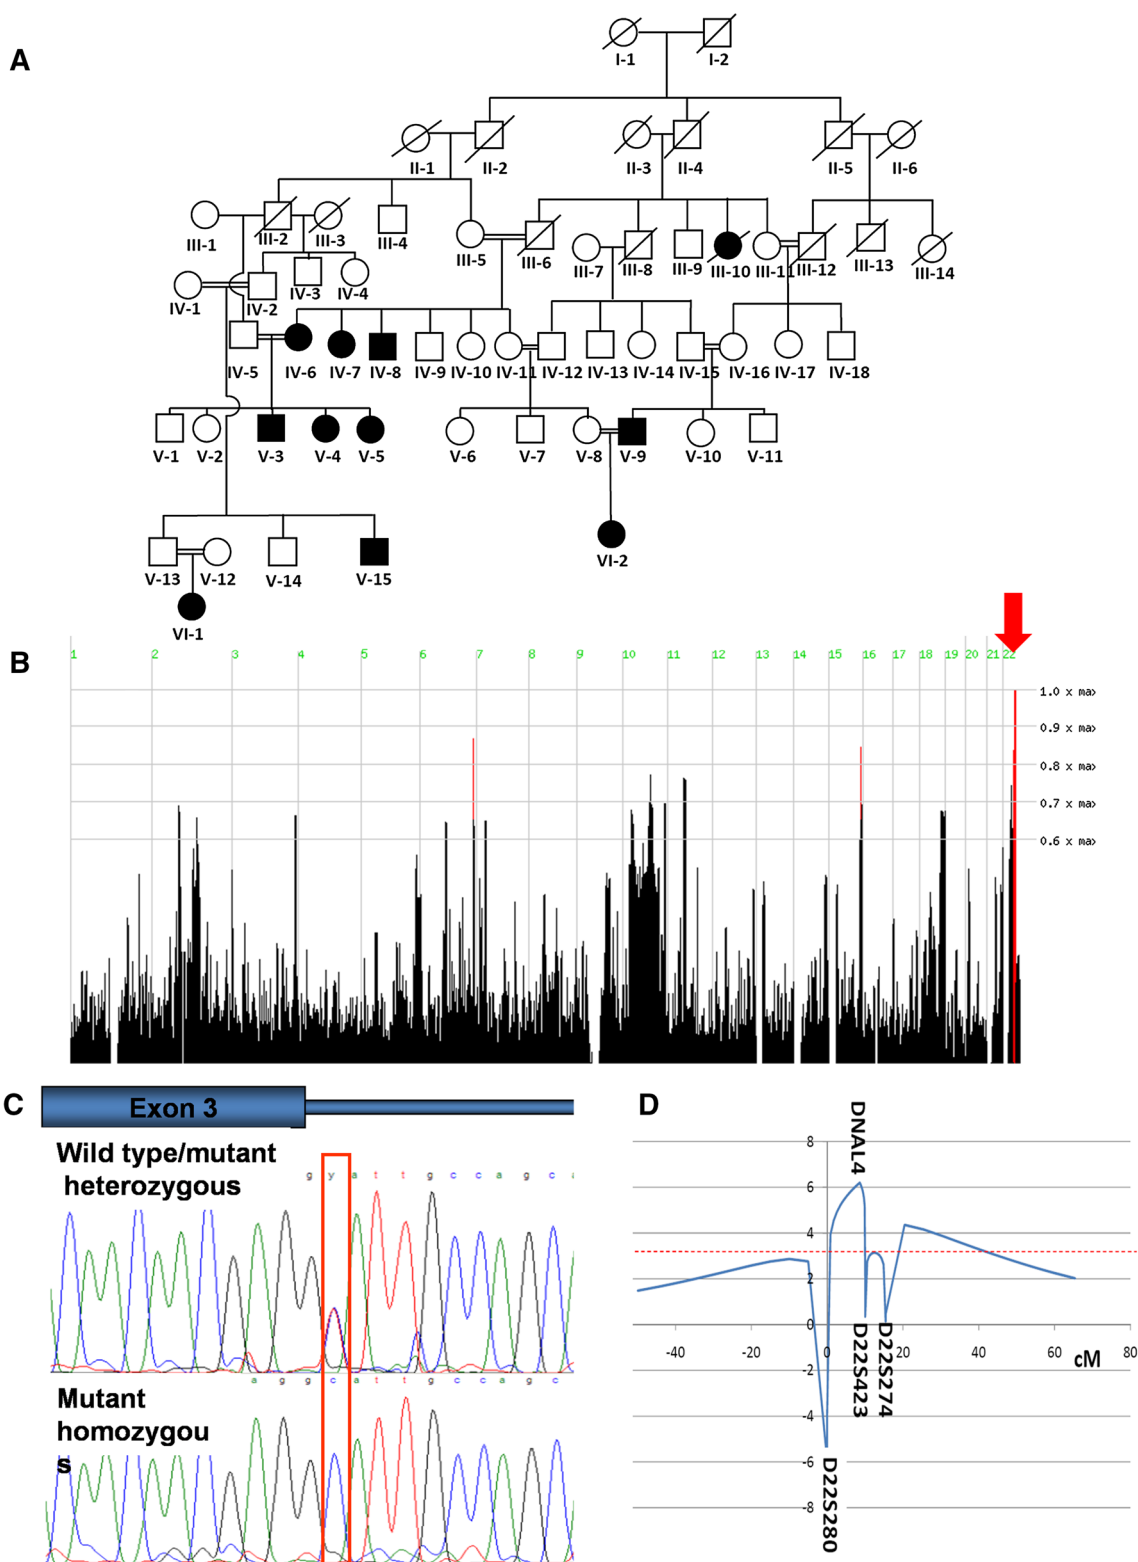 A
I-1 I-2
II-1 II-2 II-3 II-4 II-5 II-6
III-1 III-2 III-3 III-4 III-5 III-6 III-7 III-8 III-9 III-10 III-11 III-12 III-13 III-14
IV-1 IV-2 IV-3 IV-4
IV-5 IV-6 IV-7 IV-8 IV-9 IV-10 IV-11 IV-12 IV-13 IV-14 IV-15 IV-16 IV-17 IV-18
V-1 V-2 V-3 V-4 V-5 V-6 V-7 V-8 V-9 V-10 V-11
V-13 V-12 V-14 V-15 VI-2
VI-1
B
1 2 3 4 5 6 7 8 9 10 11 12 13 14 15 16 17 18 19 20 21 22
1.0 x ma>
0.9 x ma>
0.8 x ma>
0.7 x ma>
0.6 x ma>
C
Exon 3
Wild type/mutant
heterozygous
g y a t t g c c a g c
Mutant
homozygou
s
a g g c a t t g c c a g c
D
DNAL4
8
6
4
2
0
-2
-4
-6
-8
-40 -20 0 20 40 60 80
cM
D22S280
D22S423
D22S274